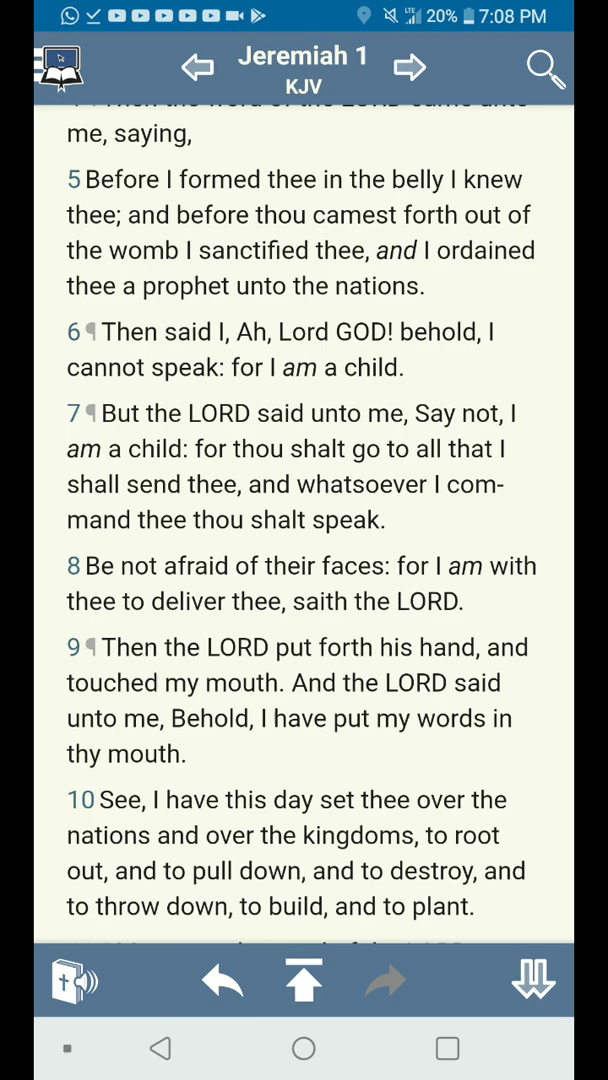 LTE 20% 7:08 PM
Jeremiah 1
KJV
me, saying,
5 Before I formed thee in the belly I knew
thee; and before thou camest forth out of
the womb I sanctified thee, and I ordained
thee a prophet unto the nations.
6 ¶ Then said I, Ah, Lord GOD! behold, I
cannot speak: for I am a child.
7 ¶ But the LORD said unto me, Say not, I
am a child: for thou shalt go to all that I
shall send thee, and whatsoever I com-
mand thee thou shalt speak.
8 Be not afraid of their faces: for I am with
thee to deliver thee, saith the LORD.
9 ¶ Then the LORD put forth his hand, and
touched my mouth. And the LORD said
unto me, Behold, I have put my words in
thy mouth.
10 See, I have this day set thee over the
nations and over the kingdoms, to root
out, and to pull down, and to destroy, and
to throw down, to build, and to plant.